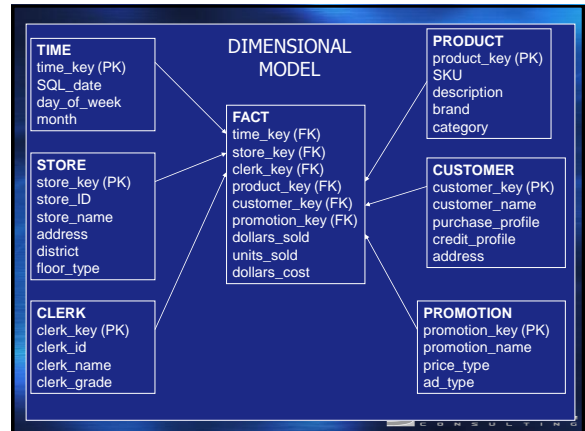 DIMENSIONAL
MODEL
TIME
time_key (PK)
SQL_date
day_of_week
month
STORE
store_key (PK)
store_ID
store_name
address
district
floor_type
CLERK
clerk_key (PK)
clerk_id
clerk_name
clerk_grade
FACT
time_key (FK)
store_key (FK)
clerk_key (FK)
product_key (FK)
customer_key (FK)
promotion_key (FK)
dollars_sold
units_sold
dollars_cost
PRODUCT
product_key (PK)
SKU
description
brand
category
CUSTOMER
customer_key (PK)
customer_name
purchase_profile
credit_profile
address
PROMOTION
promotion_key (PK)
promotion_name
price_type
ad_type
CONSULTING